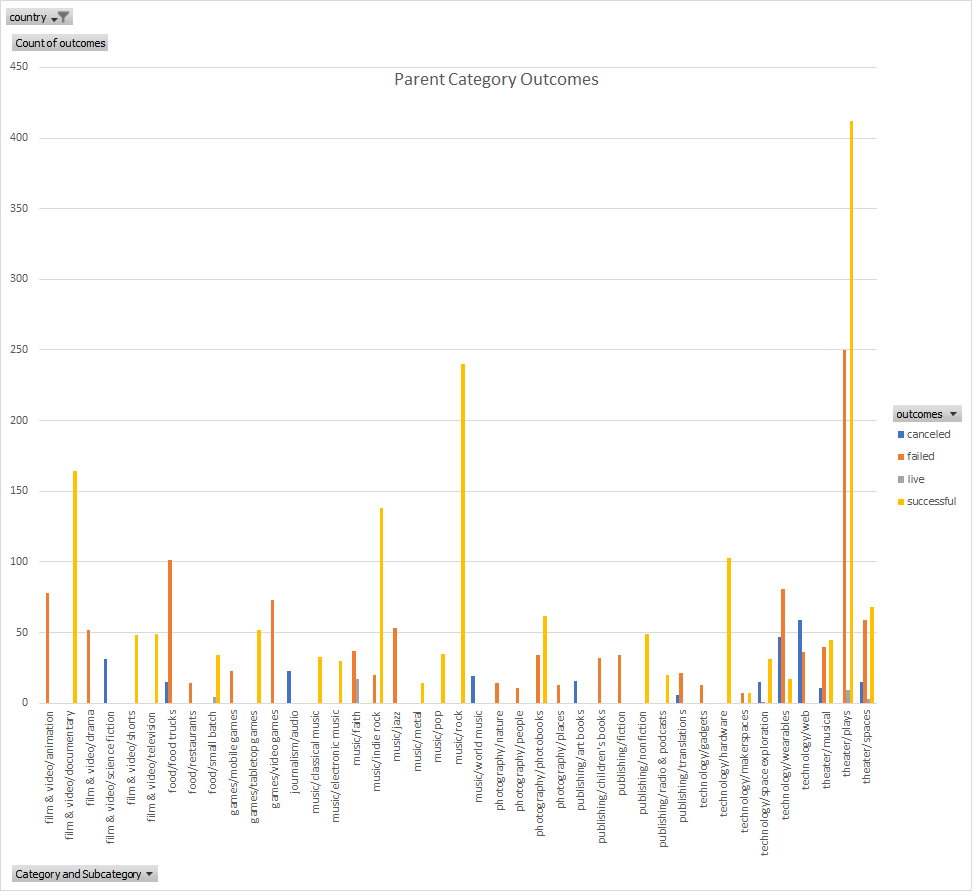 country
Count of outcomes
Parent Category Outcomes
450
400
350
300
250
200
150
100
50
0
outcomes
canceled
failed
live
successful
film & video/animation
film & video/documentary
film & video/drama
film & video/science fiction
film & video/shorts
film & video/television
food/food trucks
food/restaurants
food/small batch
games/mobile games
games/tabletop games
games/video games
journalism/audio
music/classical music
music/electronic music
music/faith
music/indie rock
music/jazz
music/metal
music/pop
music/rock
music/world music
photography/nature
photography/people
photography/photobooks
photography/places
publishing/art books
publishing/children's books
publishing/fiction
publishing/nonfiction
publishing/radio & podcasts
publishing/translations
technology/gadgets
technology/hardware
technology/makerspaces
technology/space exploration
technology/wearables
technology/web
theater/musical
theater/plays
theater/spaces
Category and Subcategory